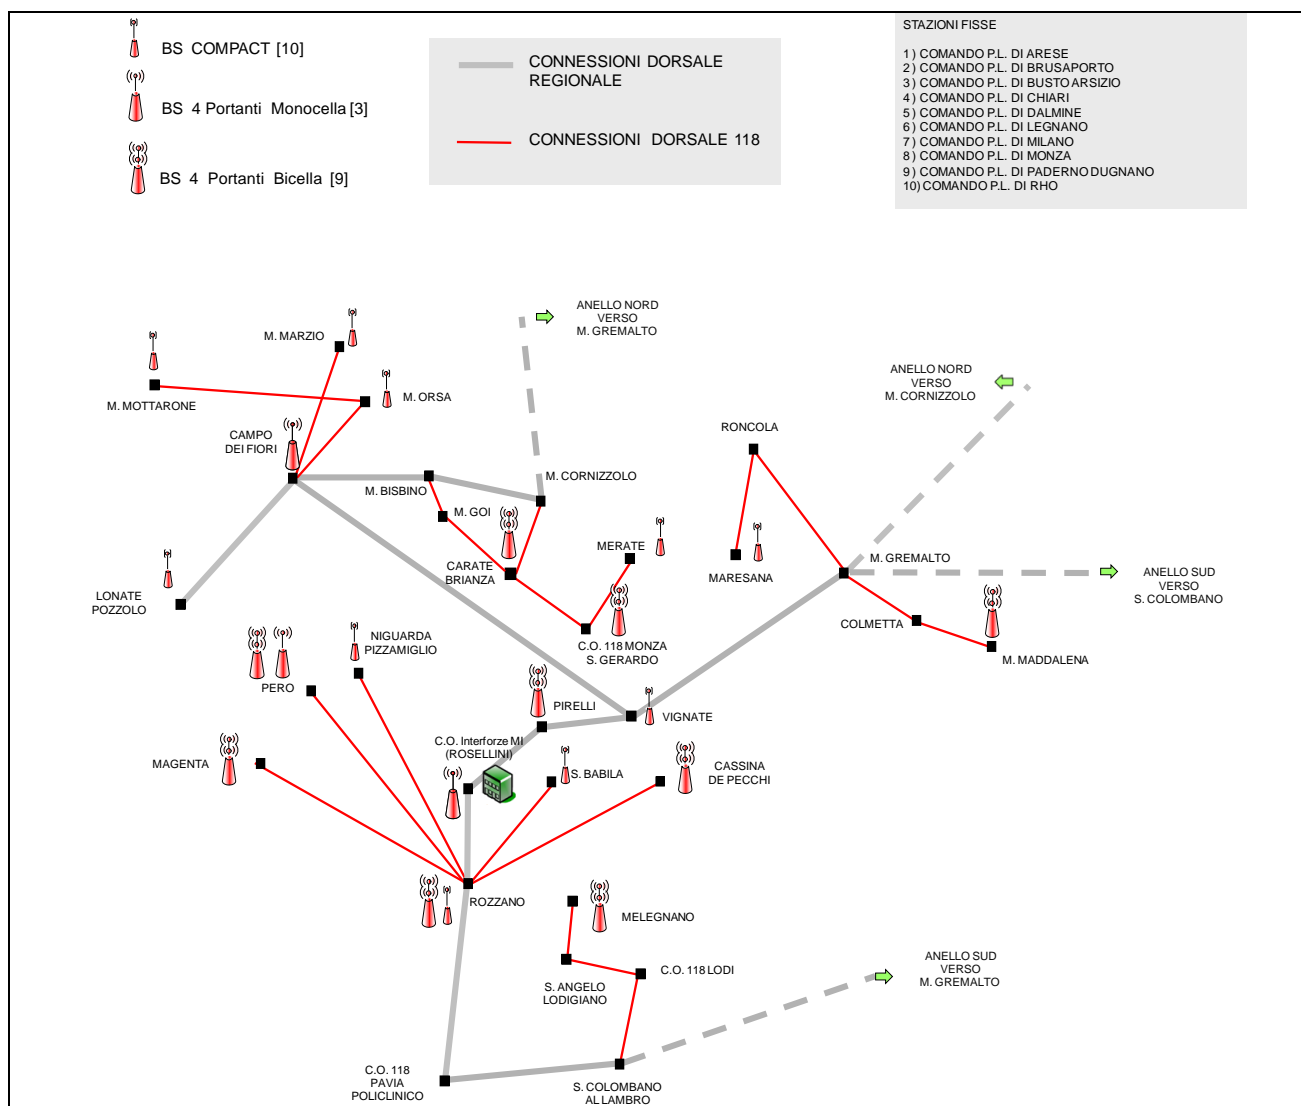 BS COMPACT [10]
BS 4 Portanti Monocella [3]
BS 4 Portanti Bicella [9]
CONNESSIONI DORSALE
REGIONALE
CONNESSIONI DORSALE 118
STAZIONI FISSE
1) COMANDO P.L. DI ARESE
2) COMANDO P.L. DI BRUSAPORTO
3) COMANDO P.L. DI BUSTO ARSIZIO
4) COMANDO P.L. DI CHIARI
5) COMANDO P.L. DI DALMINE
6) COMANDO P.L. DI LEGNANO
7) COMANDO P.L. DI MILANO
8) COMANDO P.L. DI MONZA
9) COMANDO P.L. DI PADERNO DUGNANO
10) COMANDO P.L. DI RHO
ANELLO NORD
VERSO
M. GREMALTO
M. MARZIO
M. MOTTARONE
M. ORSA
ANELLO NORD
VERSO
M. CORNIZZOLO
CAMPO
DEI FIORI
RONCOLA
M. BISBINO
M. CORNIZZOLO
M. GOI
MERATE
CARATE
BRIANZA
MARESANA
M. GREMALTO
ANELLO SUD
VERSO
S. COLOMBANO
LONATE
POZZOLO
COLMETTA
C.O. 118 MONZA
S. GERARDO
M. MADDALENA
NIGUARDA
PIZZAMIGLIO
PERO
PIRELLI
VIGNATE
C.O. Interforze MI
(ROSELLINI)
MAGENTA
S. BABILA
CASSINA
DE PECCHI
ROZZANO
MELEGNANO
C.O. 118 LODI
S. ANGELO
LODIGIANO
ANELLO SUD
VERSO
M. GREMALTO
C.O. 118
PAVIA
POLICLINICO
S. COLOMBANO
AL LAMBRO